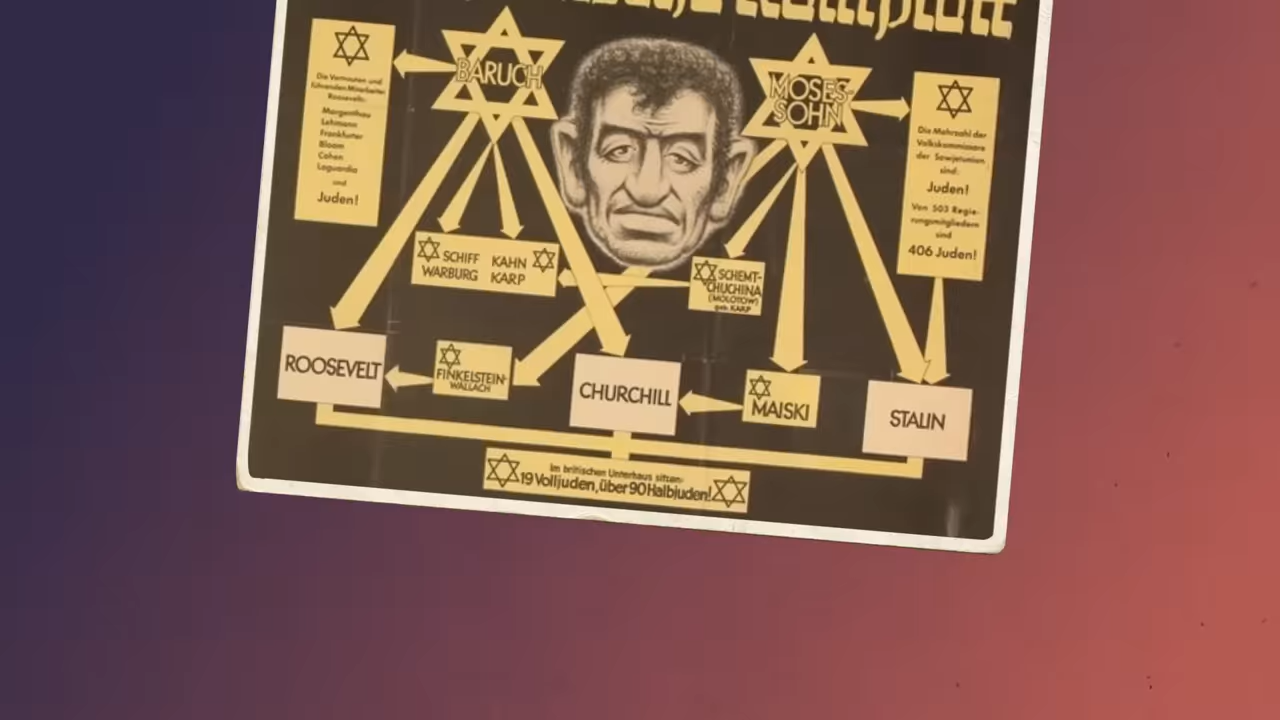 BARUCH
MOSES-
SOHN
Die Vertrauten und
führenden Mitarbeiter
Roosevelts:
Morgenthau
Lehmann
Frankfurter
Bloom
Cohen
Laguardia
und
Juden!
Die Mehrzahl der
Volkskommissare
der Sowjetunion
sind:
Juden!
Von 503 Regie-
rungsmitgliedern
sind
406 Juden!
SCHIFF KAHN
WARBURG KARP
SCHEMT-
CHUCHINA
(MOLOTOW)
geb. KARP
ROOSEVELT
FINKELSTEIN-
WALLACH
CHURCHILL
MAISKI
STALIN
Im britischen Unterhaus sitzen:
19 Volljuden, über 90 Halbjuden!